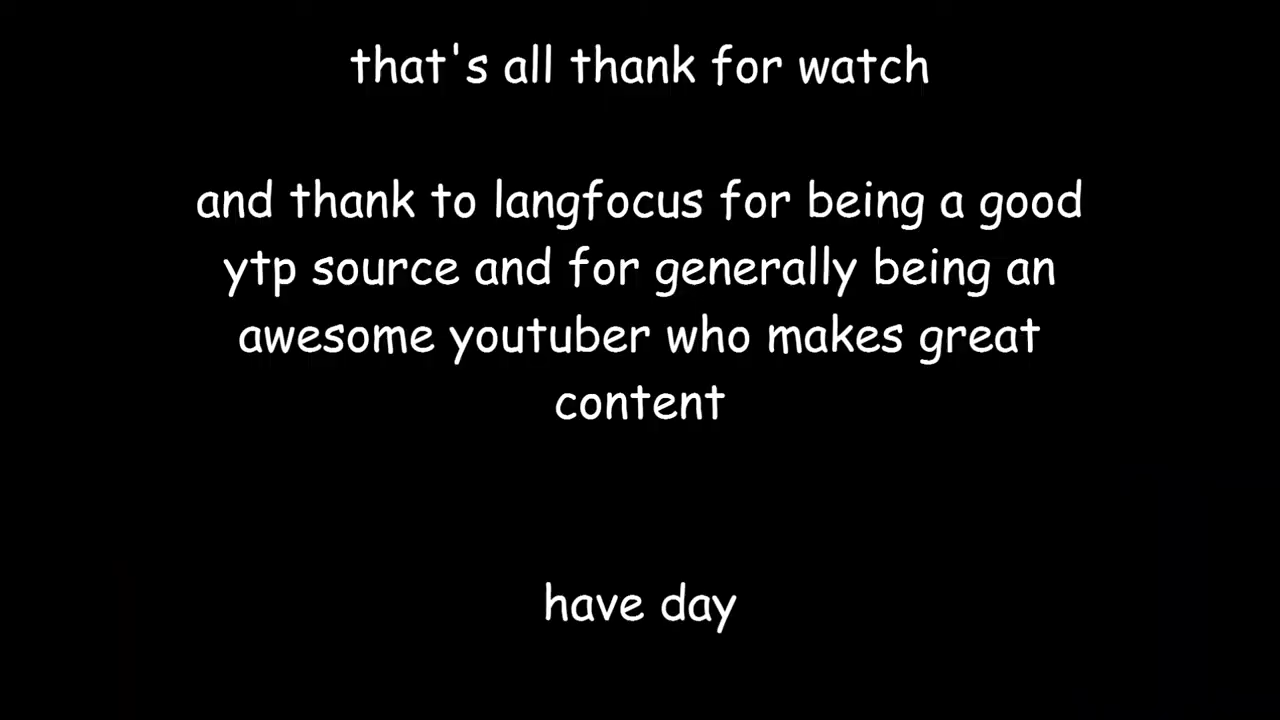 that's all thank for watch
and thank to langfocus for being a good
ytp source and for generally being an
awesome youtuber who makes great
content
have day